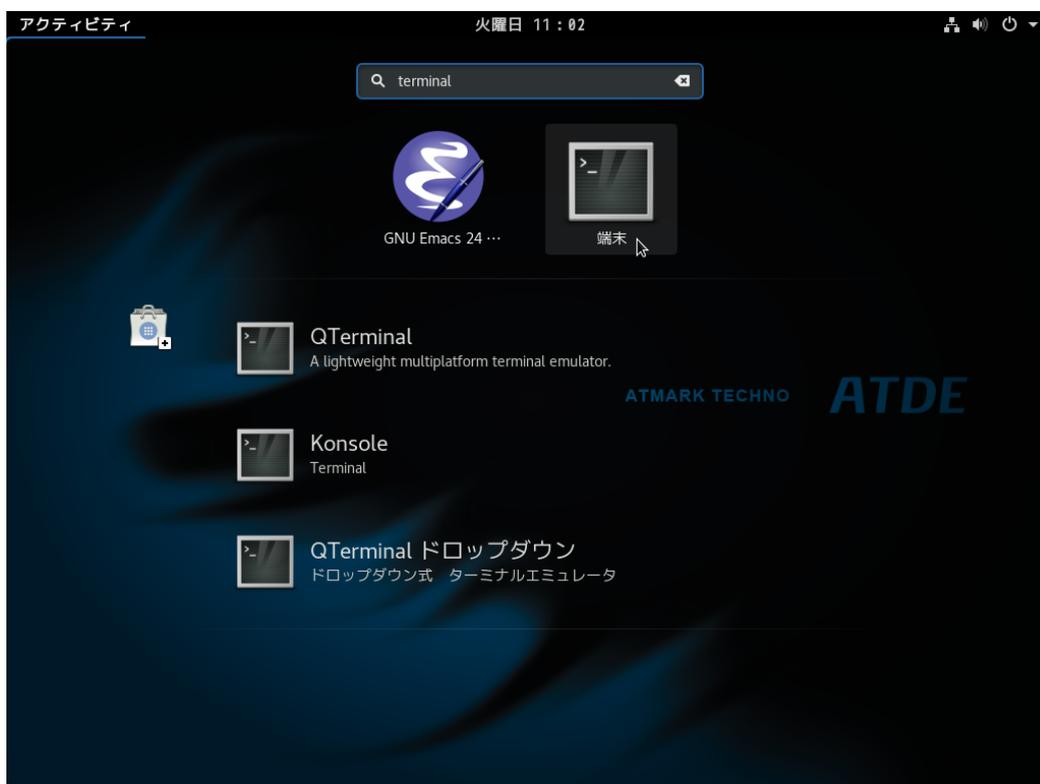 アクティビティ
火曜日 11:02
terminal
GNU Emacs 24 …
端末
QTerminal
A lightweight multiplatform terminal emulator.
ATMARK TECHNO ATDE
Konsole
Terminal
QTerminal ドロップダウン
ドロップダウン式　ターミナルエミュレータ